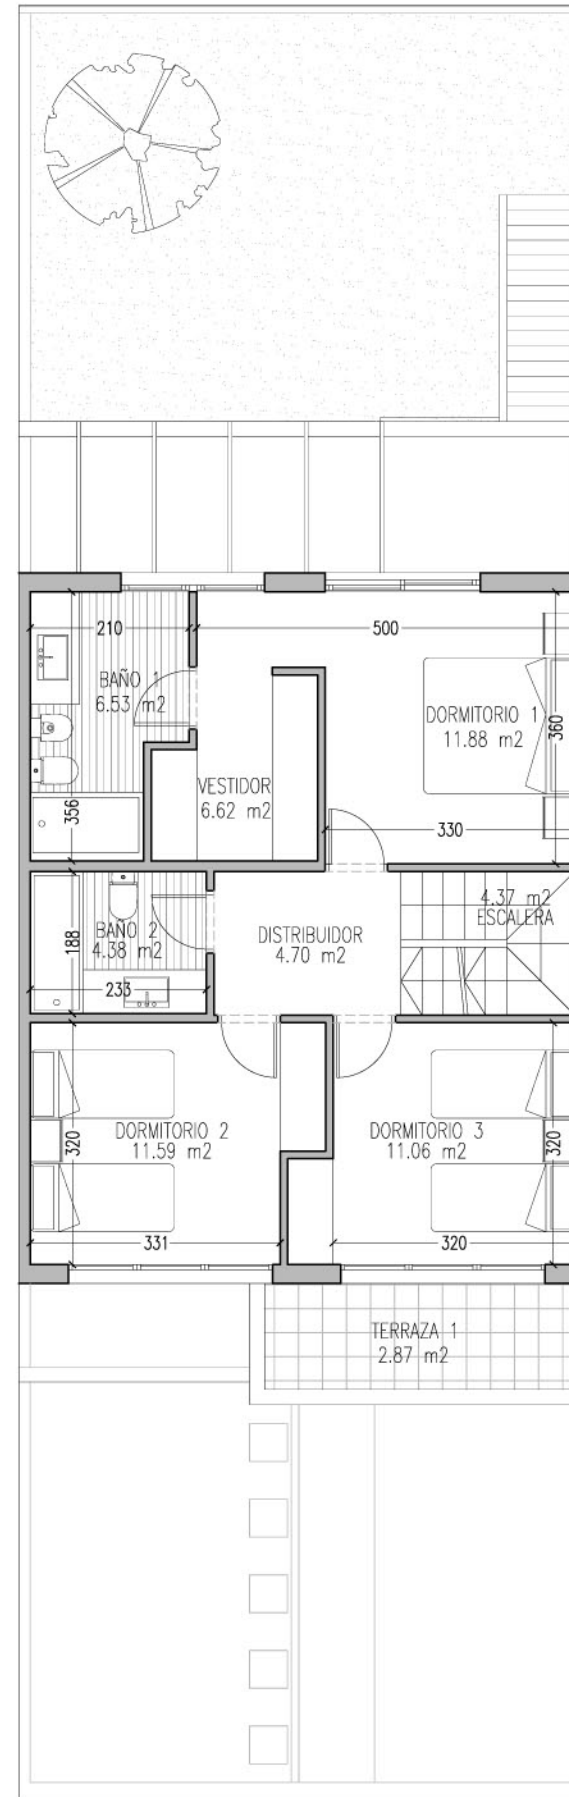 210
500
BAÑO 1
6.53 m2
DORMITORIO 1
11.88 m2
360
VESTIDOR
6.62 m2
356
330
4.37 m2
ESCALERA
188
BAÑO 2
4.38 m2
DISTRIBUIDOR
4.70 m2
233
DORMITORIO 2
11.59 m2
320
DORMITORIO 3
11.06 m2
320
331
320
TERRAZA 1
2.87 m2